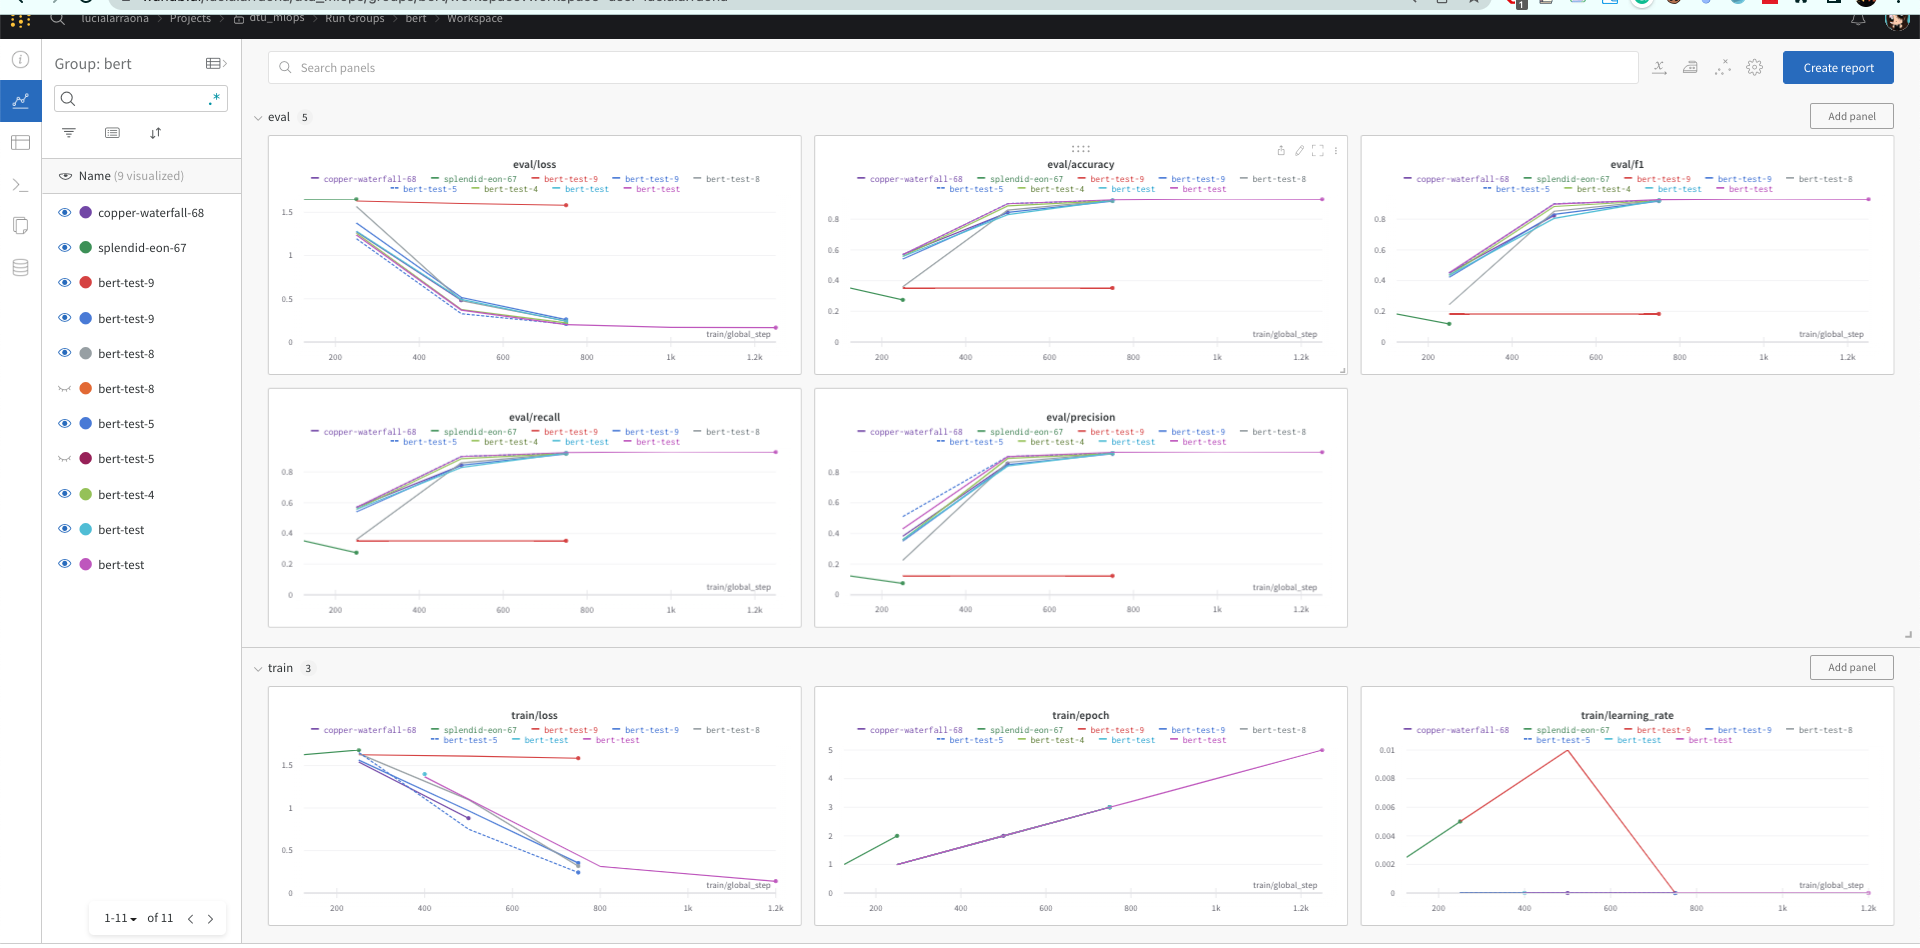 lucialarraona > Projects > dtu_mlops > Run Groups > bert > Workspace
1
Group: bert
Search panels
Create report
.*
Name (9 visualized)
copper-waterfall-68
splendid-eon-67
bert-test-9
bert-test-9
bert-test-8
bert-test-8
bert-test-5
bert-test-5
bert-test-4
bert-test
bert-test
1-11 of 11
eval 5
Add panel
eval/loss
copper-waterfall-68 splendid-eon-67 bert-test-9 bert-test-9 bert-test-8
bert-test-5 bert-test-4 bert-test bert-test
1.5
1
0.5
0
train/global_step
200 400 600 800 1k 1.2k
eval/accuracy
copper-waterfall-68 splendid-eon-67 bert-test-9 bert-test-9 bert-test-8
bert-test-5 bert-test-4 bert-test bert-test
0.8
0.6
0.4
0.2
0
train/global_step
200 400 600 800 1k 1.2k
eval/f1
copper-waterfall-68 splendid-eon-67 bert-test-9 bert-test-9 bert-test-8
bert-test-5 bert-test-4 bert-test bert-test
0.8
0.6
0.4
0.2
0
train/global_step
200 400 600 800 1k 1.2k
eval/recall
copper-waterfall-68 splendid-eon-67 bert-test-9 bert-test-9 bert-test-8
bert-test-5 bert-test-4 bert-test bert-test
0.8
0.6
0.4
0.2
0
train/global_step
200 400 600 800 1k 1.2k
eval/precision
copper-waterfall-68 splendid-eon-67 bert-test-9 bert-test-9 bert-test-8
bert-test-5 bert-test-4 bert-test bert-test
0.8
0.6
0.4
0.2
0
train/global_step
200 400 600 800 1k 1.2k
train 3
Add panel
train/loss
copper-waterfall-68 splendid-eon-67 bert-test-9 bert-test-9 bert-test-8
bert-test-5 bert-test bert-test
1.5
1
0.5
0
train/global_step
200 400 600 800 1k 1.2k
train/epoch
copper-waterfall-68 splendid-eon-67 bert-test-9 bert-test-9 bert-test-8
bert-test-5 bert-test-4 bert-test bert-test
5
4
3
2
1
0
train/global_step
200 400 600 800 1k 1.2k
train/learning_rate
copper-waterfall-68 splendid-eon-67 bert-test-9 bert-test-9 bert-test-8
bert-test-5 bert-test bert-test
0.01
0.008
0.006
0.004
0.002
0
train/global_step
200 400 600 800 1k 1.2k